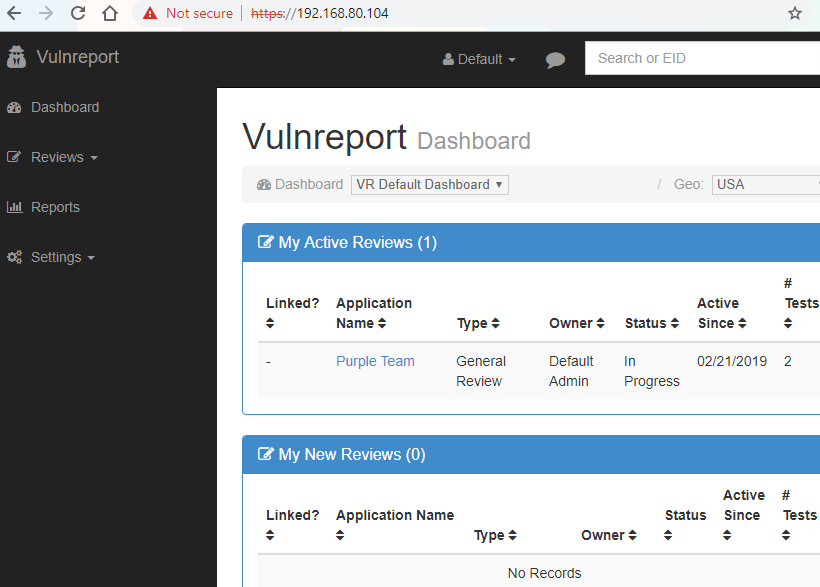 Not secure | https://192.168.80.104
Vulnreport
Default
Search or EID
Dashboard
Reviews
Reports
Settings
Vulnreport Dashboard
Dashboard VR Default Dashboard / Geo: USA
My Active Reviews (1)
Linked? Application Name Type Owner Status Active Since # Tests
- Purple Team General Review Default Admin In Progress 02/21/2019 2
My New Reviews (0)
Linked? Application Name Type Owner Status Active Since # Tests
No Records